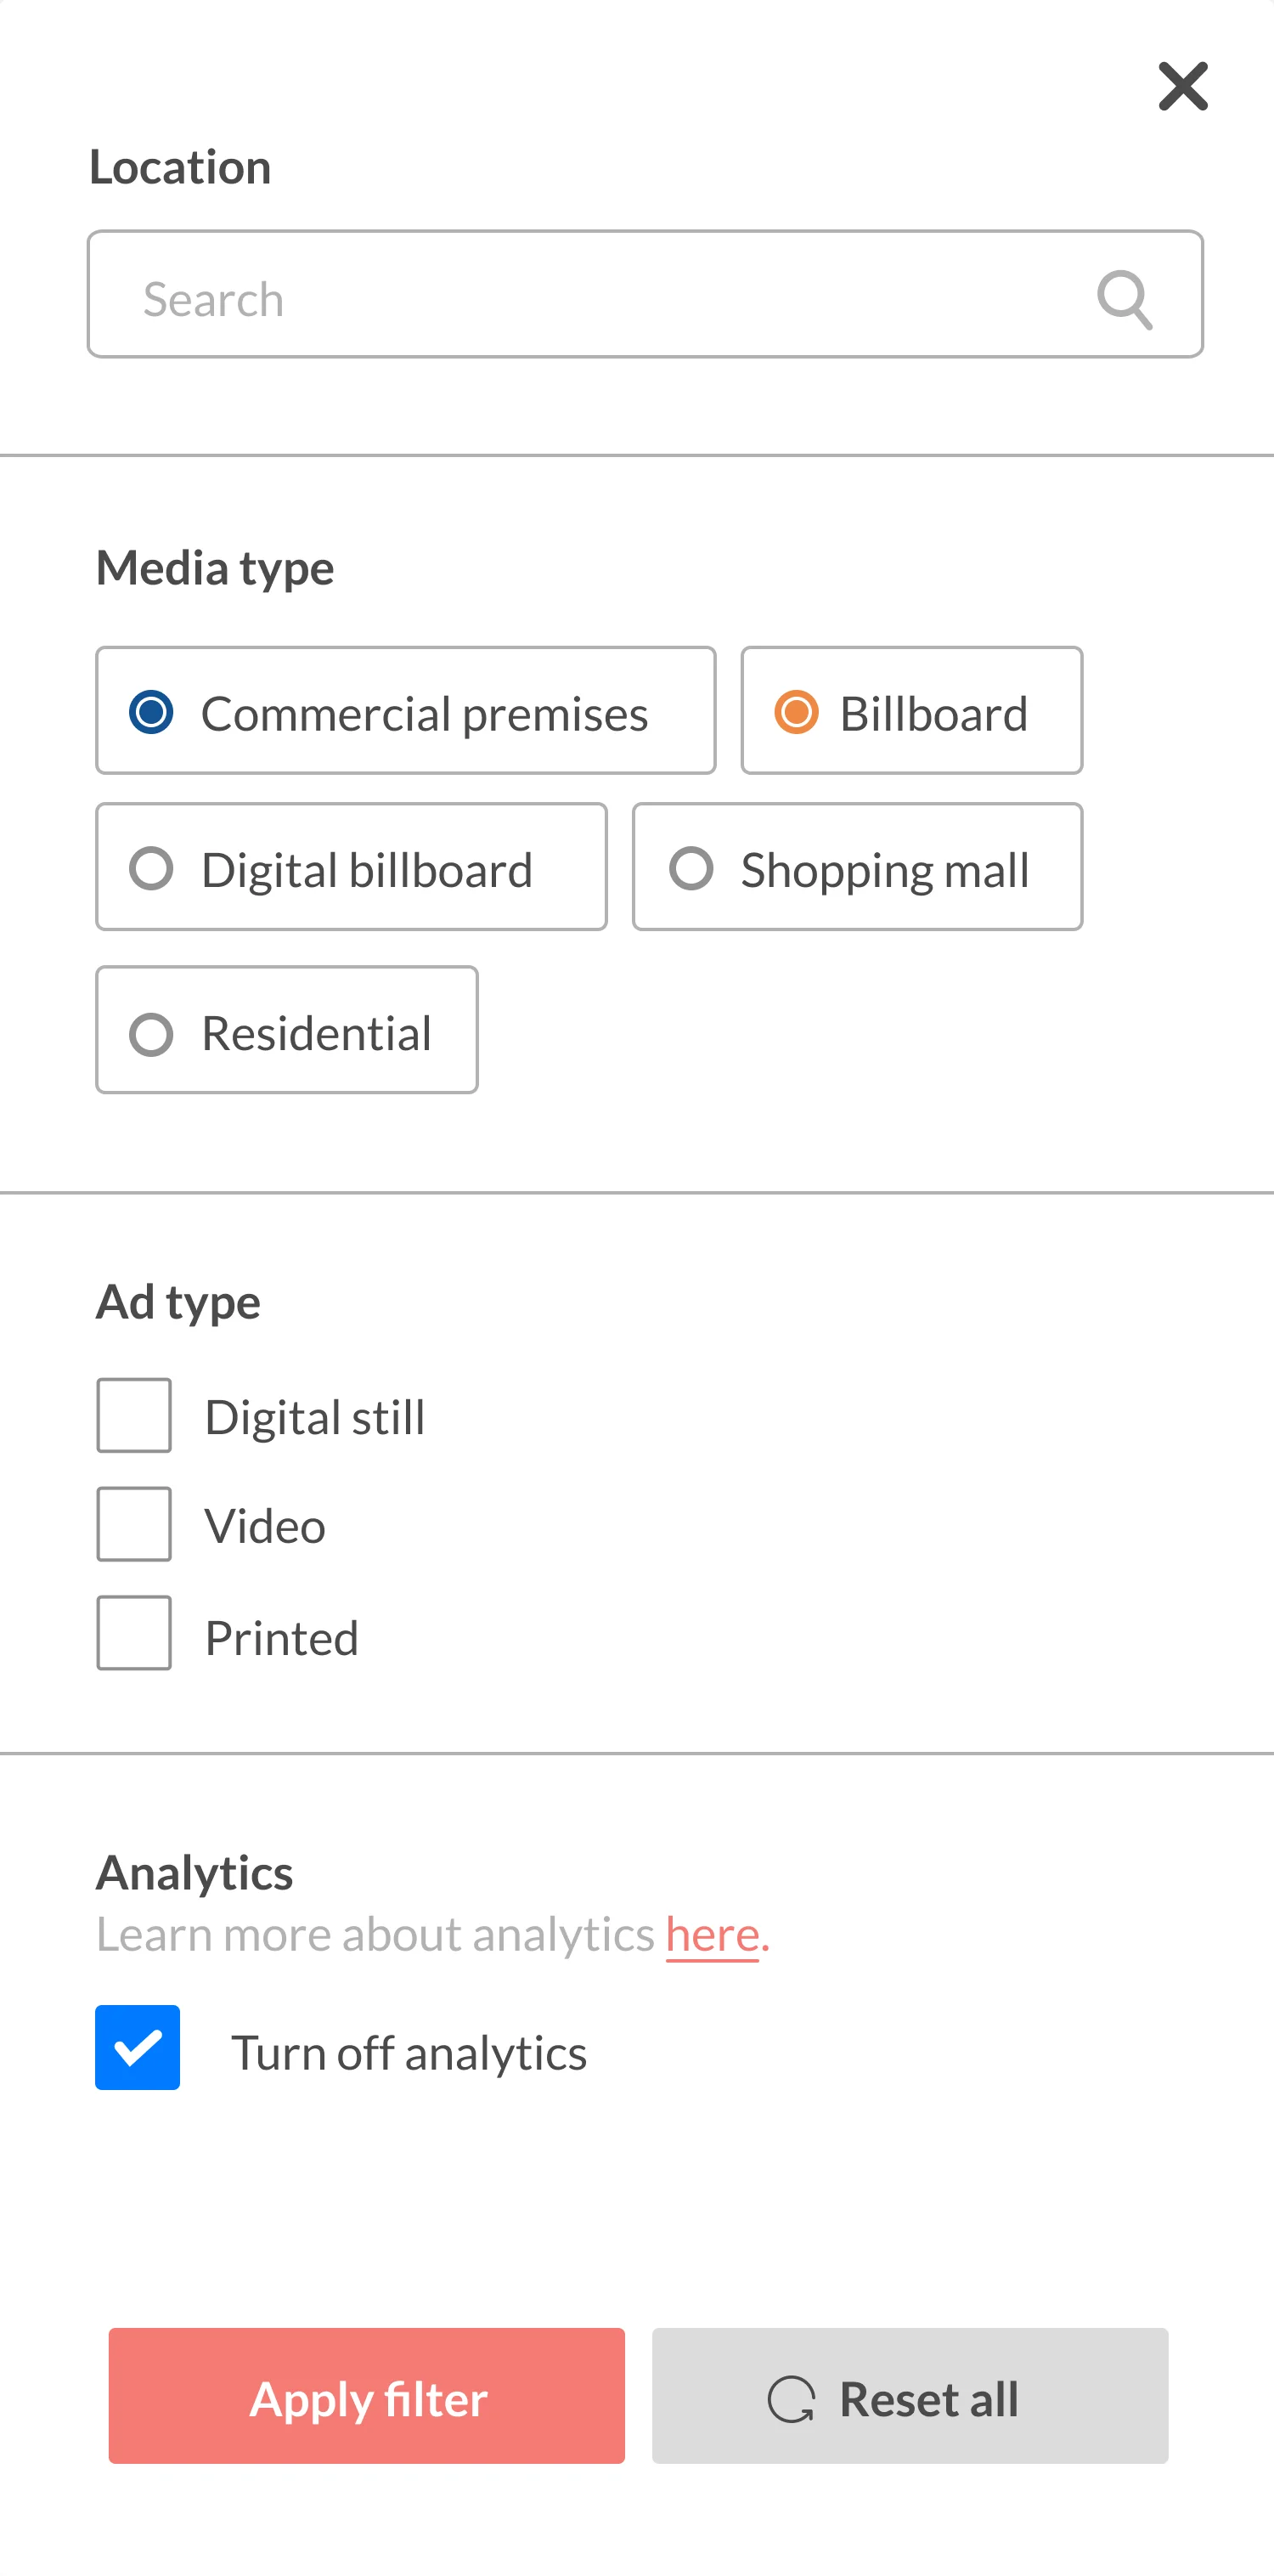 Location
Search
Media type
Commercial premises
Billboard
Digital billboard
Shopping mall
Residential
Ad type
Digital still
Video
Printed
Analytics
Learn more about analytics here.
Turn off analytics
Apply filter
Reset all